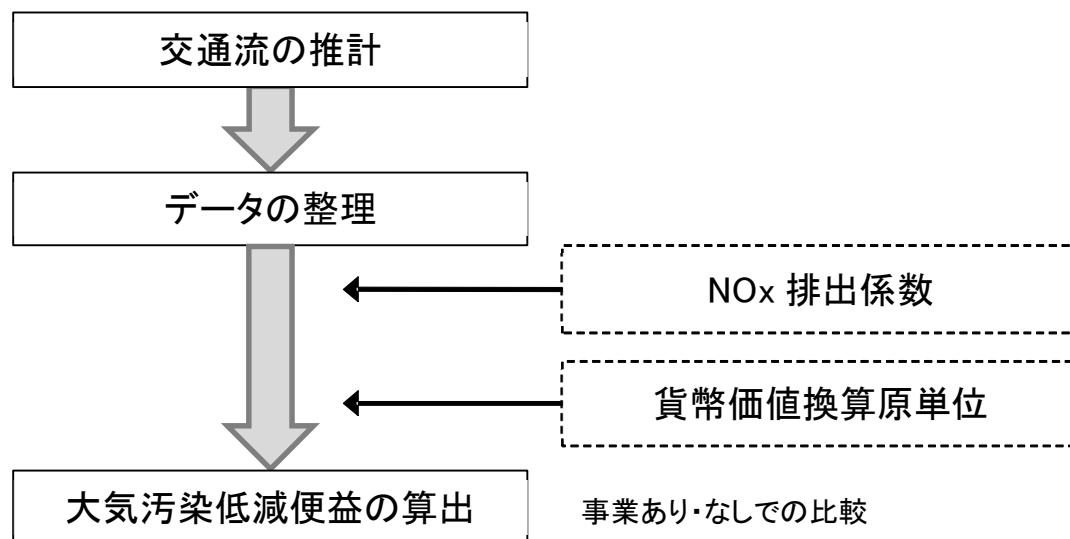 交通流の推計
データの整理
NOx 排出係数
貨幣価値換算原単位
大気汚染低減便益の算出
事業あり・なしでの比較